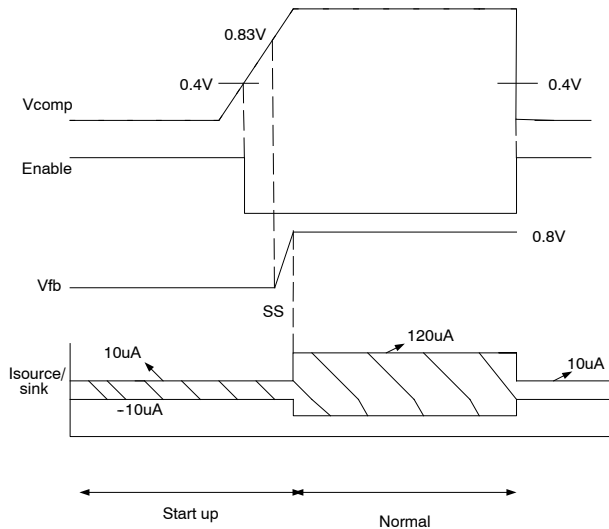 0.83V
0.4V
0.4V
Vcomp
Enable
0.8V
Vfb
SS
120uA
10uA
10uA
Isource/
sink
-10uA
Start up
Normal